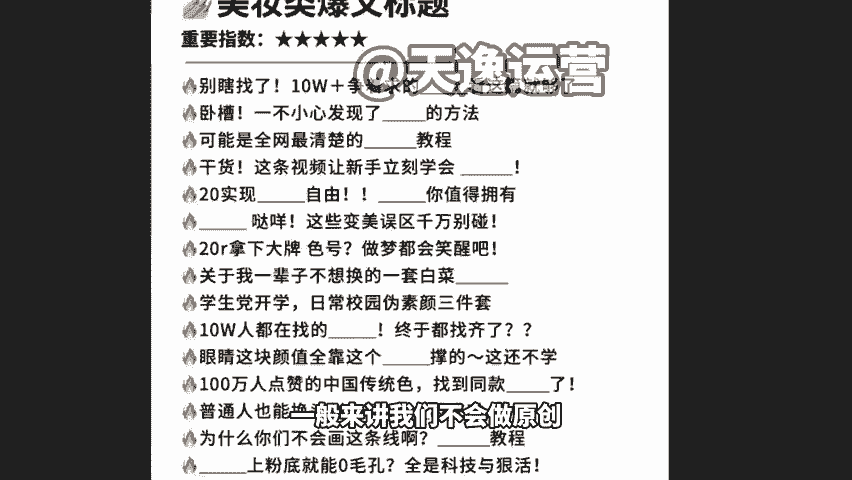 美妆类爆文标题
重要指数：★★★★★
@天逸运营
🔥别瞎找了！10W＋争着求的
🔥卧槽！一不小心发现了_____的方法
🔥可能是全网最清楚的_____教程
🔥干货！这条视频让新手立刻学会 _____！
🔥20实现_____自由！！_____你值得拥有
🔥_____ 哒咩！这些变美误区千万别碰！
🔥20r拿下大牌 色号？做梦都会笑醒吧！
🔥关于我一辈子不想换的一套白菜_____
🔥学生党开学，日常校园伪素颜三件套
🔥10W人都在找的_____！终于都找齐了？？
🔥眼睛这块颜值全靠这个_____撑的～这还不学
🔥100万人点赞的中国传统色，找到同款_____了！
🔥普通人也能
一般来讲我们不会做原创
🔥为什么你们不会画这条线啊？_____教程
🔥_____上粉底就能0毛孔？全是科技与狠活！